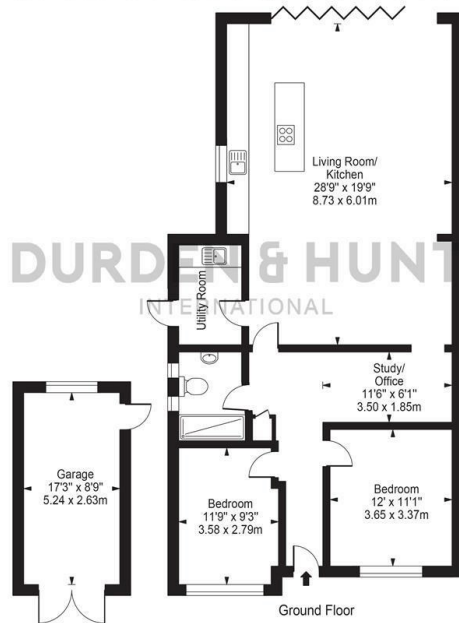 Living Room/
Kitchen
28'9" x 19'9"
8.73 x 6.01m
DURDEN & HUNT
INTERNATIONAL
Utility Room
Study/
Office
11'6" x 6'1"
3.50 x 1.85m
Garage
17'3" x 8'9"
5.24 x 2.63m
Bedroom
11'9" x 9'3"
3.58 x 2.79m
Bedroom
12' x 11'1"
3.65 x 3.37m
Ground Floor